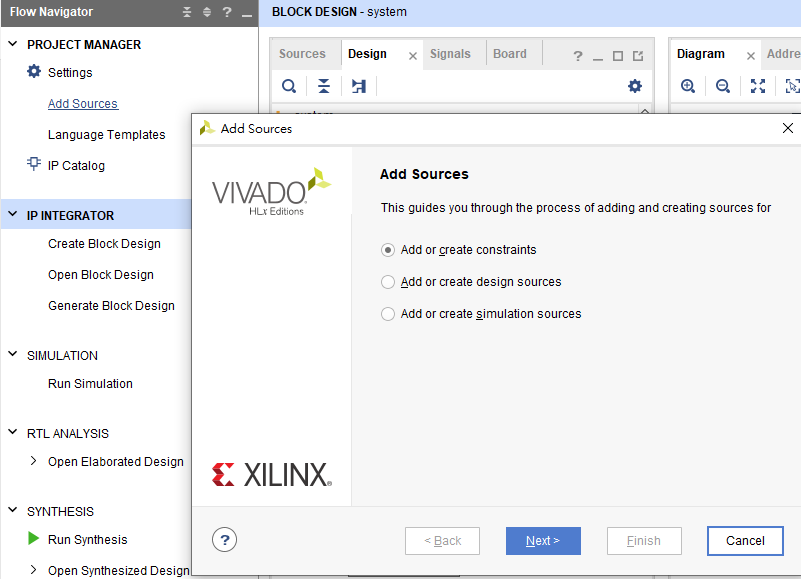 Flow Navigator
PROJECT MANAGER
Settings
Add Sources
Language Templates
IP Catalog
IP INTEGRATOR
Create Block Design
Open Block Design
Generate Block Design
SIMULATION
Run Simulation
RTL ANALYSIS
Open Elaborated Design
SYNTHESIS
Run Synthesis
Open Synthesized Design
BLOCK DESIGN - system
Sources
Design
Signals
Board
Diagram
Addre
Add Sources
VIVADO
HLx Editions
Add Sources
This guides you through the process of adding and creating sources for
Add or create constraints
Add or create design sources
Add or create simulation sources
XILINX
?
< Back
Next >
Finish
Cancel